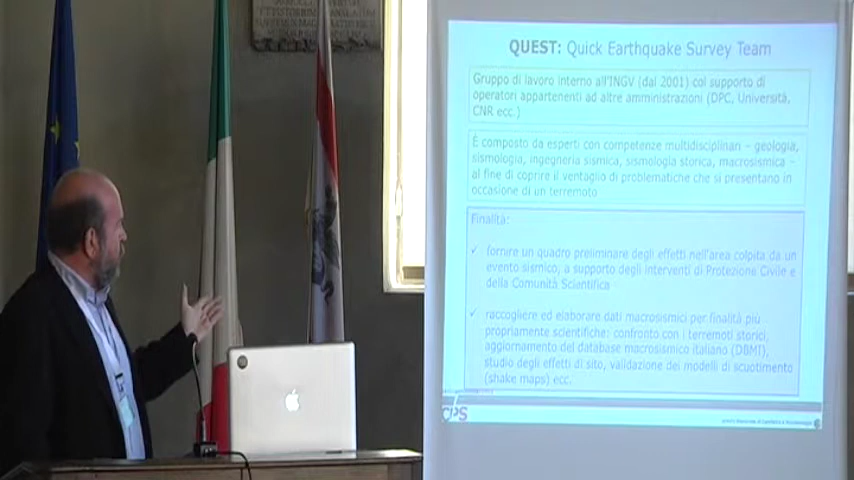 QUEST: Quick Earthquake Survey Team
Gruppo di lavoro interno all'INGV (dal 2001) col supporto di
operatori appartenenti ad altre amministrazioni (DPC, Università,
CNR ecc.)
È composto da esperti con competenze multidisciplinari – geologia,
sismologia, ingegneria sismica, sismologia storica, macrosismica –
al fine di coprire il ventaglio di problematiche che si presentano in
occasione di un terremoto
Finalità:
✓ fornire un quadro preliminare degli effetti nell'area colpita da un
evento sismico, a supporto degli interventi di Protezione Civile e
della Comunità Scientifica
✓ raccogliere ed elaborare dati macrosismici per finalità più
propriamente scientifiche: confronto con i terremoti storici,
aggiornamento del database macrosismico italiano (DBMI),
studio degli effetti di sito, validazione dei modelli di scuotimento
(shake maps) ecc.
CPS